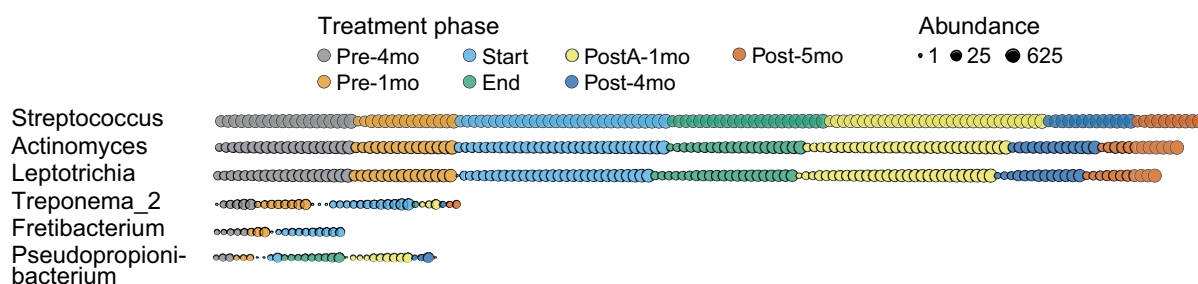 Treatment phase
Abundance
Pre-4mo
Start
PostA-1mo
Post-5mo
1
25
625
Pre-1mo
End
Post-4mo
Streptococcus
Actinomyces
Leptotrichia
Treponema_2
Fretibacterium
Pseudopropioni-
bacterium